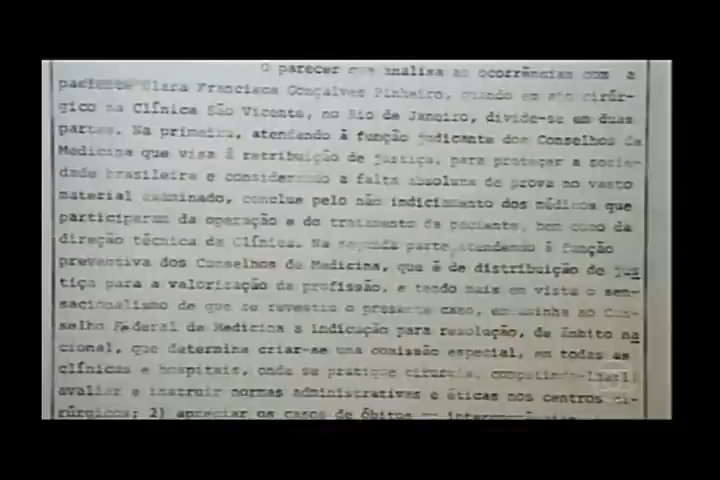 O parecer que analisa as ocorrências com a
paciente Clara Francisca Gonçalves Pinheiro, quando em ato cirúr-
gico na Clínica São Vicente, no Rio de Janeiro, divide-se em duas
partes. Na primeira, atendendo à função judicante dos Conselhos de
Medicina que visa à retribuição de justiça, para proteger a socie-
dade brasileira e considerando a falta absoluta de prova no vasto
material examinado, conclue pelo não indiciamento dos médicos que
participaram da operação e do tratamento da paciente, bem como da
direção técnica da Clínica. Na segunda parte, atendendo à função
preventiva dos Conselhos de Medicina, que é de distribuição de jus
tiça para a valorização da profissão, e tendo mais em vista o sen-
sacionalismo de que se revestiu o presente caso, encaminha ao Con-
selho Federal de Medicina a indicação para resolução, de âmbito na
cional, que determina criar-se uma comissão especial, em todas as
clínicas e hospitais, onde se pratique cirurgia,
avaliar e instruir normas administrativas e éticas nos centros ci-
rúrgicos; 2) apreciar os casos de óbitos